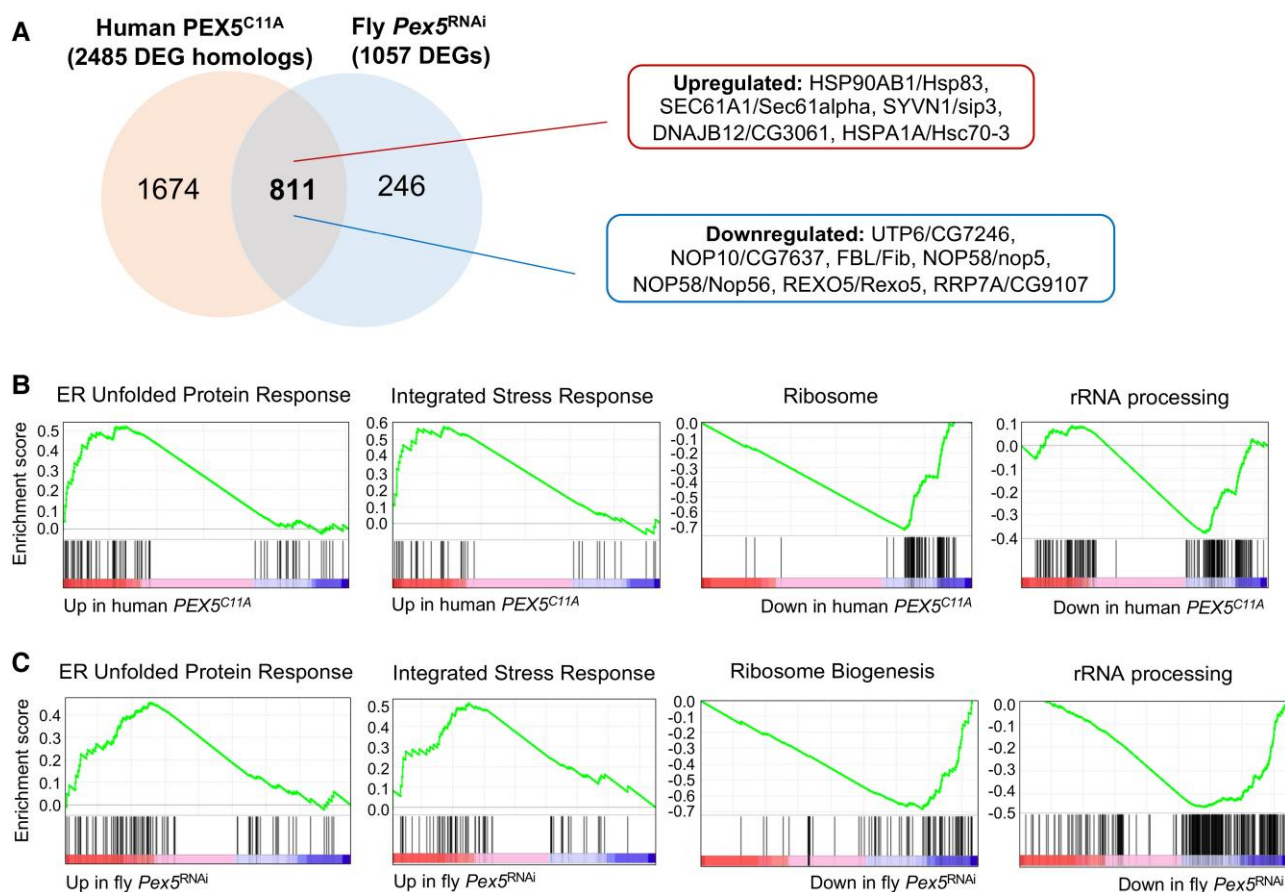 A
Human PEX5C11A
(2485 DEG homologs)
Fly Pex5RNAi
(1057 DEGs)
1674
811
246
Upregulated: HSP90AB1/Hsp83,
SEC61A1/Sec61alpha, SYVN1/sip3,
DNAJB12/CG3061, HSPA1A/Hsc70-3
Downregulated: UTP6/CG7246,
NOP10/CG7637, FBL/Fib, NOP58/nop5,
NOP58/Nop56, REXO5/Rexo5, RRP7A/CG9107
B
ER Unfolded Protein Response
Enrichment score
0.5
0.4
0.3
0.2
0.1
0.0
Up in human PEX5C11A
Integrated Stress Response
0.6
0.5
0.4
0.3
0.2
0.1
0.0
Up in human PEX5C11A
Ribosome
0.0
-0.1
-0.2
-0.3
-0.4
-0.5
-0.6
-0.7
Down in human PEX5C11A
rRNA processing
0.1
0.0
-0.1
-0.2
-0.3
-0.4
Down in human PEX5C11A
C
ER Unfolded Protein Response
Enrichment score
0.4
0.3
0.2
0.1
0.0
Up in fly Pex5RNAi
Integrated Stress Response
0.5
0.4
0.3
0.2
0.1
0.0
Up in fly Pex5RNAi
Ribosome Biogenesis
0.0
-0.1
-0.2
-0.3
-0.4
-0.5
-0.6
-0.7
Down in fly Pex5RNAi
rRNA processing
0.0
-0.1
-0.2
-0.3
-0.4
-0.5
Down in fly Pex5RNAi